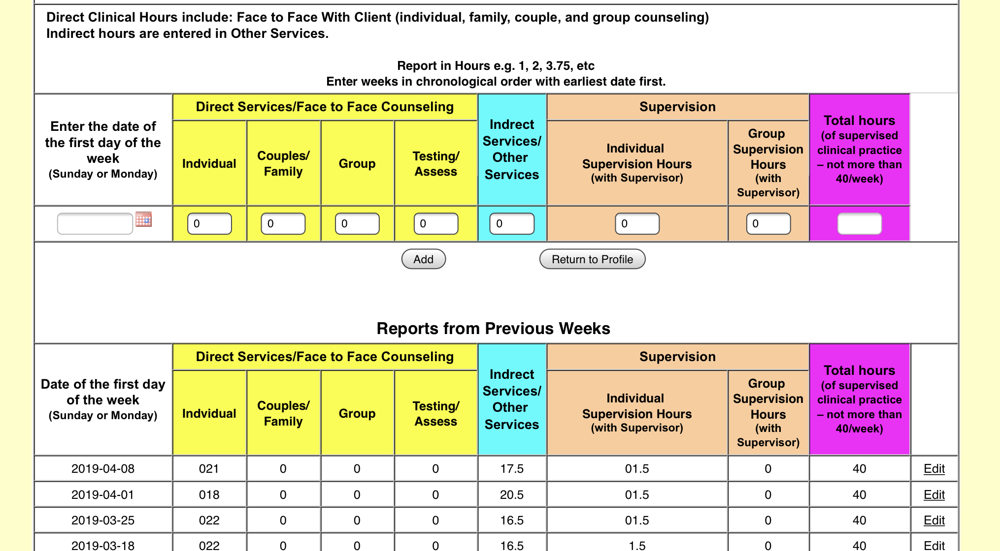 Direct Clinical Hours include: Face to Face With Client (individual, family, couple, and group counseling)
Indirect hours are entered in Other Services.
Report in Hours e.g. 1, 2, 3.75, etc
Enter weeks in chronological order with earliest date first.
Enter the date of
the first day of the
week
(Sunday or Monday)
Direct Services/Face to Face Counseling
Indvidual
Couples/
Family
Group
Testing/
Assess
Indrect
Services/
Other
Services
Supervision
Individual
Supervision Hours
(with Supervisor)
Group
Supervision
Hours
(with
Supervisor)
Total hours
(of supervised
clinical practice
– not more than
40/week)
0 0 0 0 0 0 0
Add Return to Profile
Reports from Previous Weeks
Date of the first day
of the week
(Sunday or Monday)
Direct Services/Face to Face Counseling
Indvidual
Couples/
Family
Group
Testing/
Assess
Indrect
Services/
Other
Services
Supervision
Individual
Supervision Hours
(with Supervisor)
Group
Supervision
Hours
(with
Supervisor)
Total hours
(of supervised
clinical practice
– not more than
40/week)
2019-04-08 021 0 0 0 17.5 01.5 0 40 Edit
2019-04-01 018 0 0 0 20.5 01.5 0 40 Edit
2019-03-25 022 0 0 0 16.5 01.5 0 40 Edit
2019-03-18 022 0 0 0 16.5 1.5 0 40 Edit